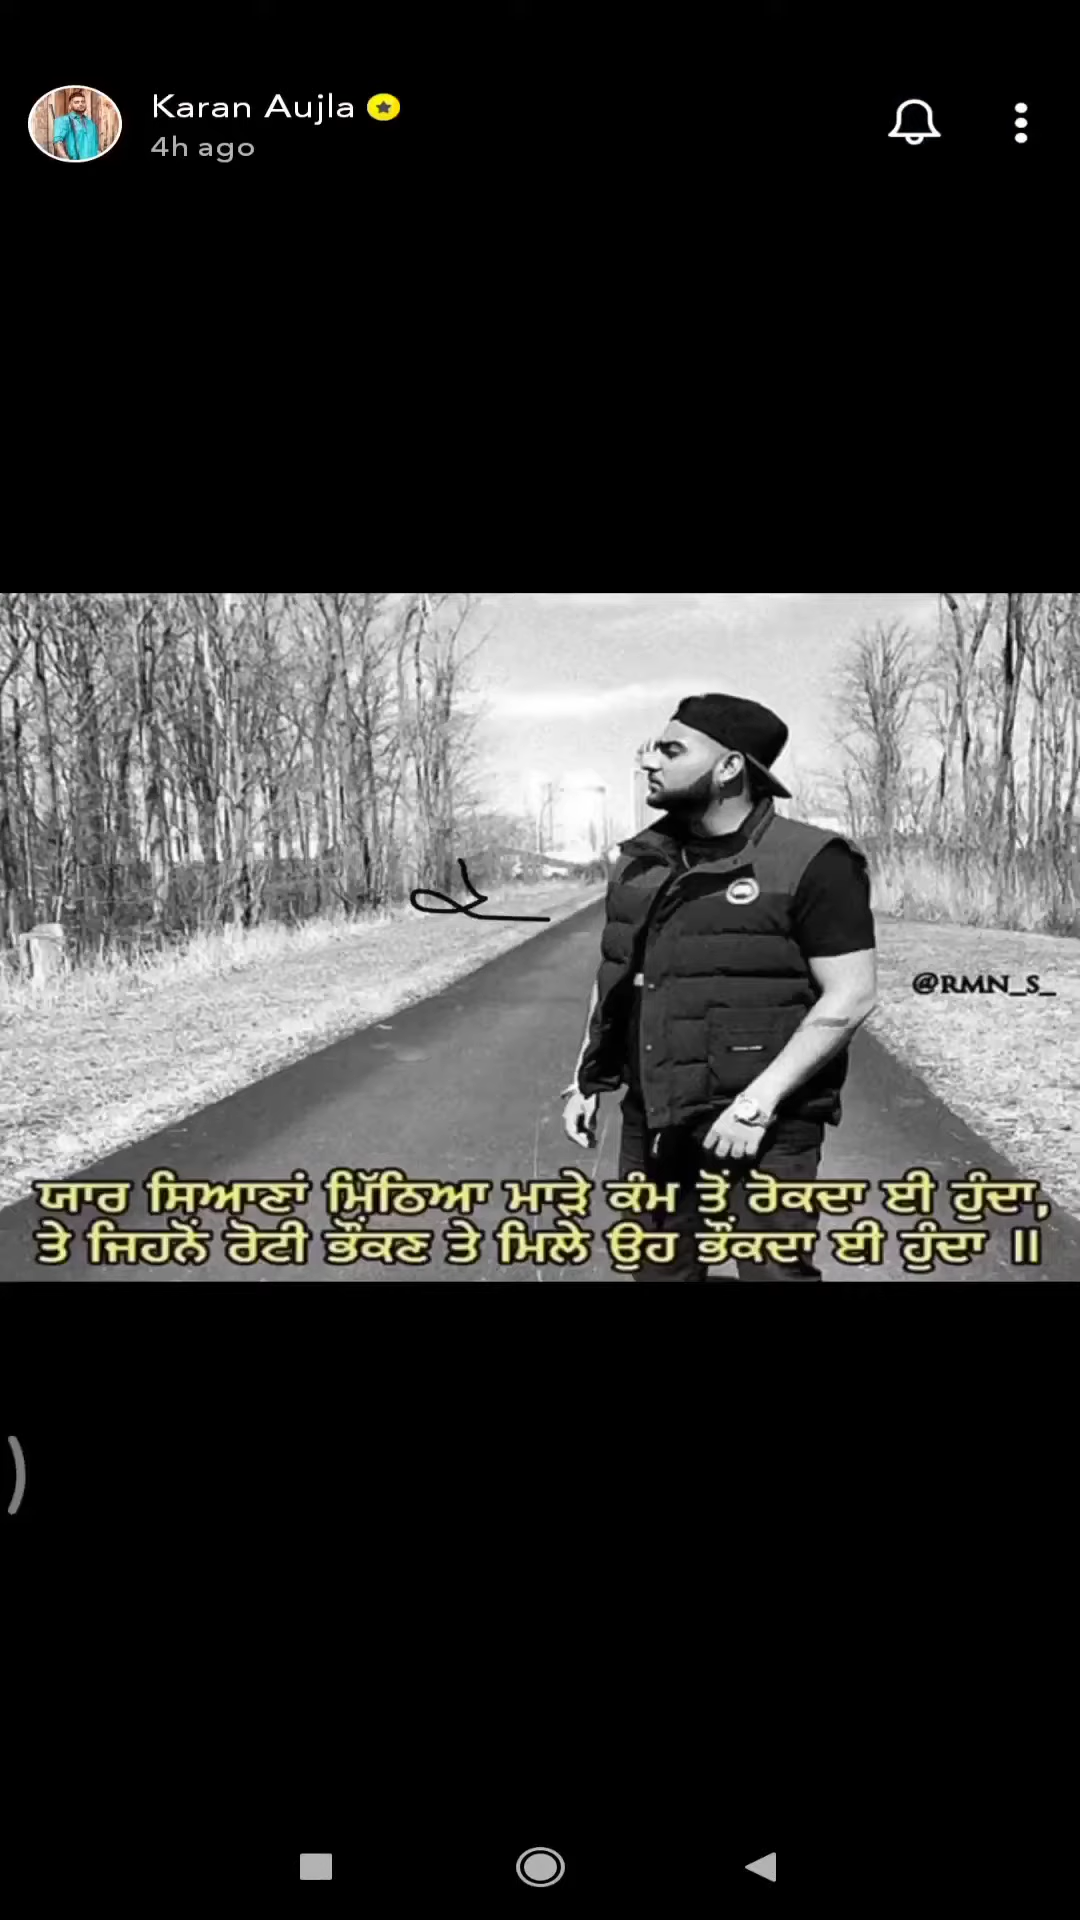 Karan Aujla
4h ago
@RMN_S_
ਯਾਰ ਸਿਆਣਾਂ ਮ੍ਰਿੱਠਿਆ ਮਾੜੇ ਕੰਮ ਤੋਂ ਰੋਕਦਾ ਈ ਹੁੰਦਾ,
ਤੇ ਜਿਹਨੋਂ ਰੋਟੀ ਭੌਂਕਣ ਤੇ ਮਿਲੇ ਉਹ ਭੌਂਕਦਾ ਈ ਹੁੰਦਾ ॥